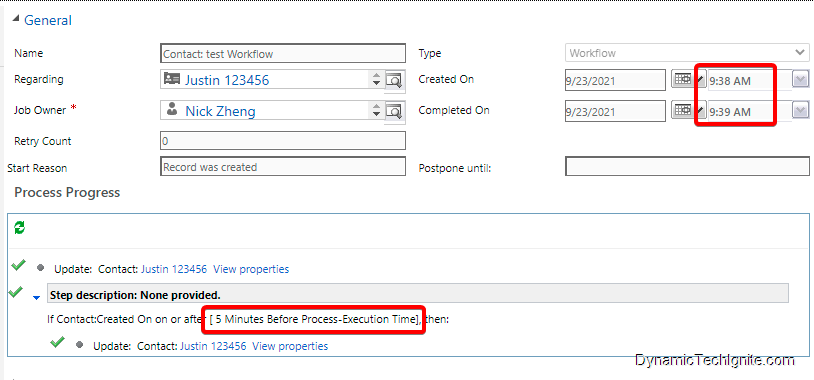 General
Name Contact: test Workflow Type Workflow
Regarding Justin 123456 Created On 9/23/2021 9:38 AM
Job Owner * Nick Zheng Completed On 9/23/2021 9:39 AM
Retry Count 0
Start Reason Record was created Postpone until:
Process Progress
Update: Contact: Justin 123456 View properties
Step description: None provided.
If Contact:Created On on or after [ 5 Minutes Before Process-Execution Time], then:
Update: Contact: Justin 123456 View properties
DynamicTechIgnite.com